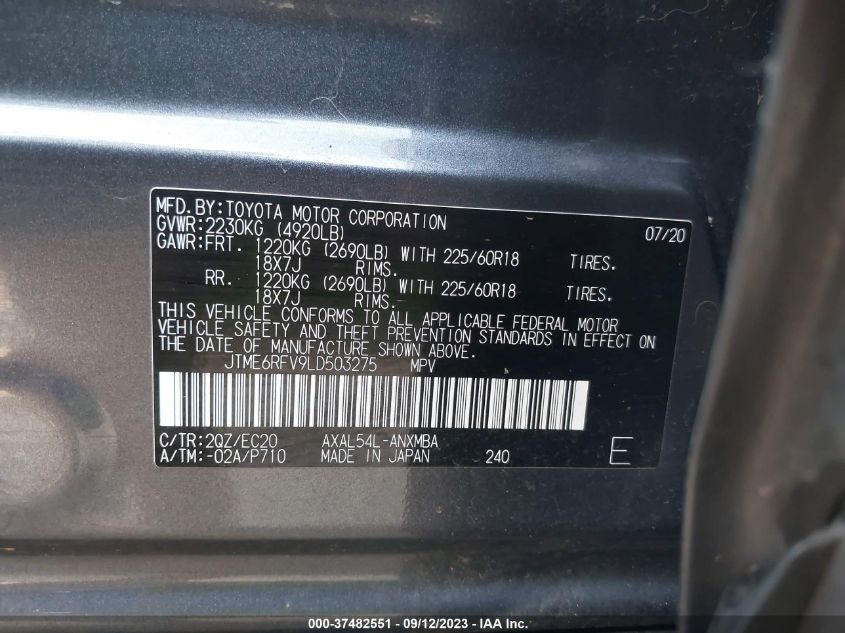 MFD.BY:TOYOTA MOTOR CORPORATION 07/20
GVWR:2230KG (4920LB)
GAWR:FRT. 1220KG (2690LB) WITH 225/60R18 TIRES.
18X7J RIMS.
RR. 1220KG (2690LB) WITH 225/60R18 TIRES.
18X7J RIMS.
THIS VEHICLE CONFORMS TO ALL APPLICABLE FEDERAL MOTOR
VEHICLE SAFETY AND THEFT PREVENTION STANDARDS IN EFFECT ON
THE DATE OF MANUFACTURE SHOWN ABOVE.
JTME6RFV9LD503275 MPV
C/TR:2QZ/EC20 AXAL54L-ANXMBA
A/TM:-02A/P710 MADE IN JAPAN 240 E
000-37482551 - 09/12/2023 - IAA Inc.